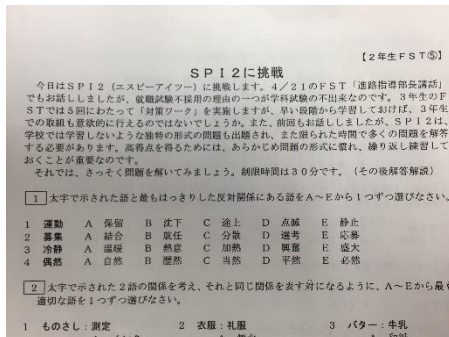 【2年生FST⑤】
SPI2に挑戦
今日はSPI2(エスピーアイツー)に挑戦します。4/21のFST「進路指導部長講話」
でもお話ししましたが、就職試験不採用の理由の一つが学科試験の不出来なのです。3年生のF
STでは5回にわたって「対策ワーク」を実施しますが、早い段階から学習しておけば、3年生
での取組も意欲的に行えるのではないでしょうか。また、前回もお話ししましたが、SPI2は、
学校では学習しないような独特の形式の問題も出題され、また限られた時間で多くの問題を解答
する必要があります。高得点を得るためには、あらかじめ問題の形式に慣れ、繰り返し練習して
おくことが重要なのです。
それでは、さっそく問題を解いてみましょう。制限時間は30分です。(その後解答解説)
1 太字で示された語と最もはっきりした反対関係にある語をA~Eから1つずつ選びなさい。
1 運動 A 保留 B 沈下 C 途上 D 点滅 E 静止
2 募集 A 結合 B 就任 C 分散 D 選考 E 応募
3 冷静 A 温暖 B 熱意 C 加熱 D 興奮 E 盛大
4 偶然 A 自然 B 歴然 C 当然 D 平然 E 必然
2 太字で示された2語の関係を考え、それと同じ関係を表す対になるように、A~Eから最も
適切な語を1つずつ選びなさい。
1 ものさし:測定 2 衣服:礼服 3 バター:牛乳